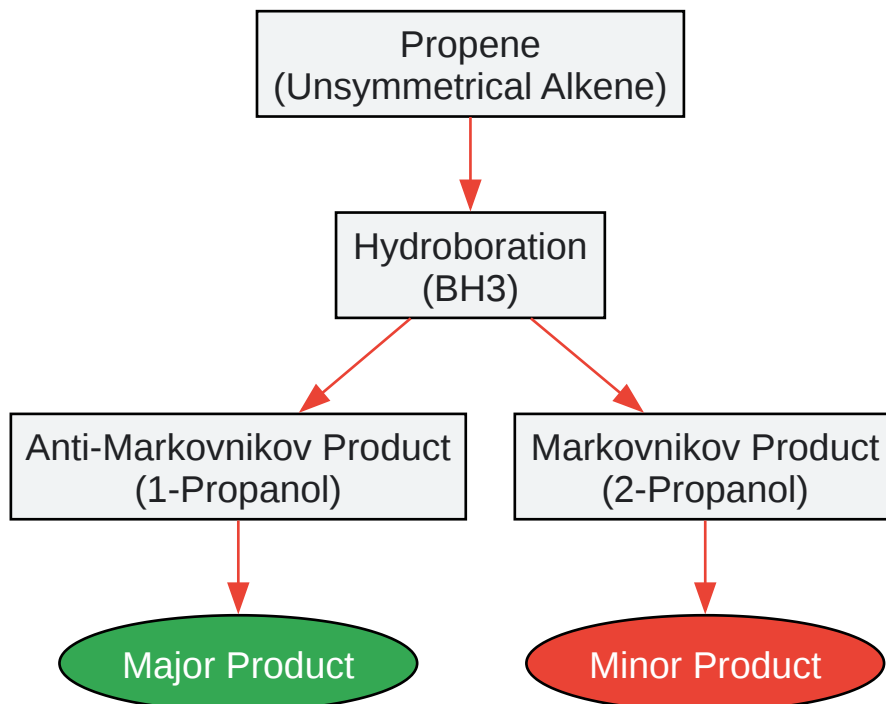 Propene
(Unsymmetrical Alkene)
Hydroboration
(BH3)
Anti-Markovnikov Product
(1-Propanol)
Markovnikov Product
(2-Propanol)
Major Product
Minor Product